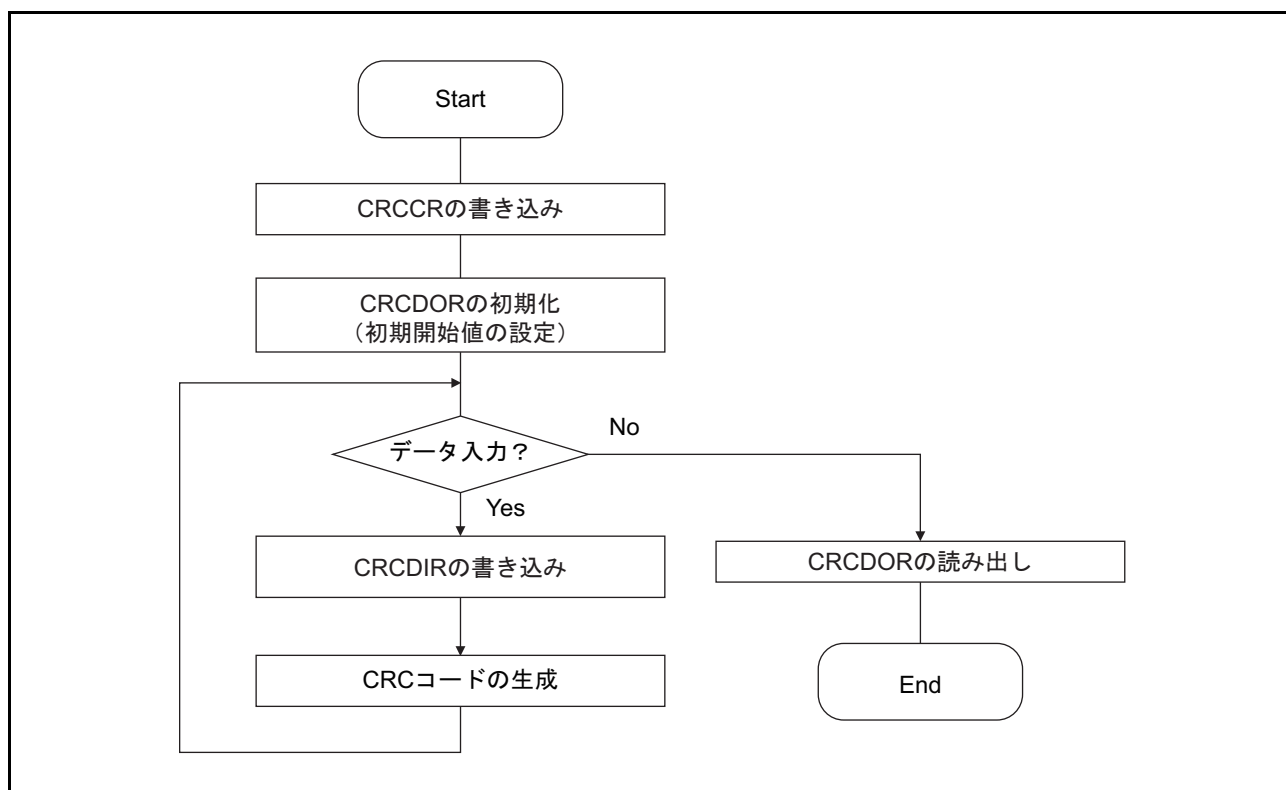 Start
CRCCRの書き込み
CRCDORの初期化
(初期開始値の設定)
データ入力？
No
Yes
CRCDIRの書き込み
CRCDORの読み出し
CRCコードの生成
End